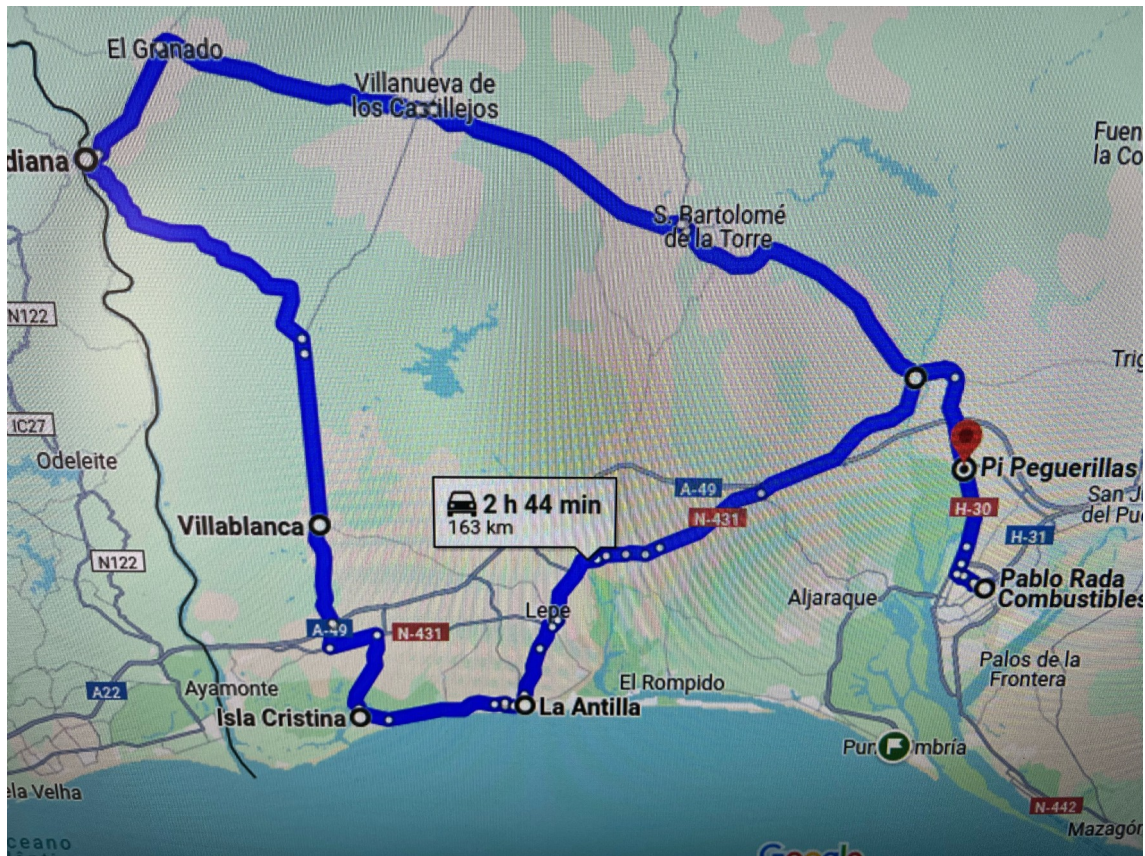 El Granado
Villanueva de
los Castillejos
Fuen
la Co
diana
S. Bartolomé
de la Torre
N122
Trig
IC27
Odeleite
Pi Peguerillas
A-49
2 h 44 min
163 km
San J
del Pue
N-431
H-30
Villablanca
H-31
N122
Pablo Rada
Combustibles
Aljaraque
Lepe
A-49
N-431
Palos de la
Frontera
A22
Ayamonte
El Rompido
Isla Cristina
La Antilla
Pun mbría
ela Velha
N-442
Mazagón
ceano
Google